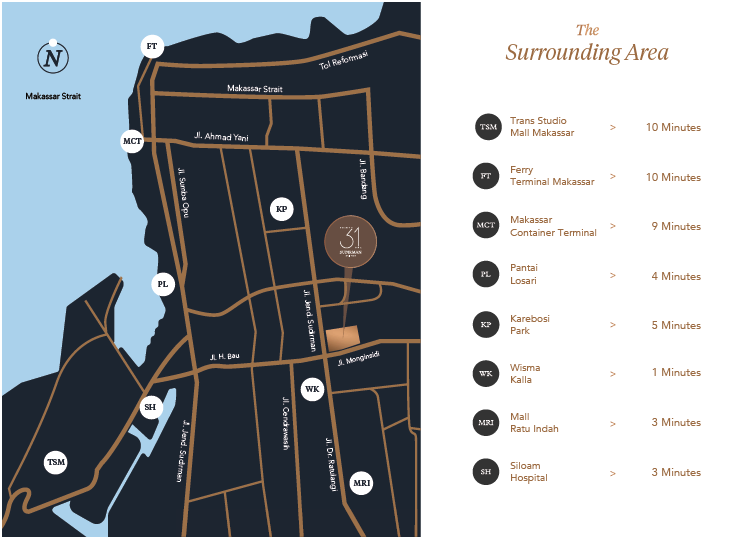 N
Makassar Strait
FT
Tol Reformasi
Makassar Strait
MCT
Jl. Ahmad Yani
Jl. Sumba Opu
Jl. Bandang
KP
31
SUDIRMAN
PL
Jl. Jend. Sudirman
Jl. H. Bau
Jl. Monginsidi
WK
SH
Jl. Cendrawasih
Jl. Jend. Sudirman
Jl. Dr. Ratulangi
TSM
MRI
The
Surrounding Area
TSM Trans Studio
Mall Makassar > 10 Minutes
FT Ferry
Terminal Makassar > 10 Minutes
MCT Makassar
Container Terminal > 9 Minutes
PL Pantai
Losari > 4 Minutes
KP Karebosi
Park > 5 Minutes
WK Wisma
Kalla > 1 Minutes
MRI Mall
Ratu Indah > 3 Minutes
SH Siloam
Hospital > 3 Minutes